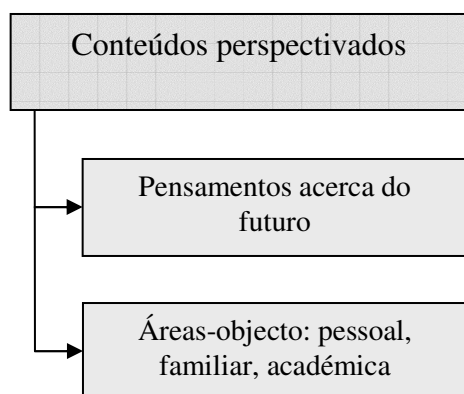 Conteúdos perspectivados
Pensamentos acerca do
futuro
Áreas-objecto: pessoal,
familiar, académica